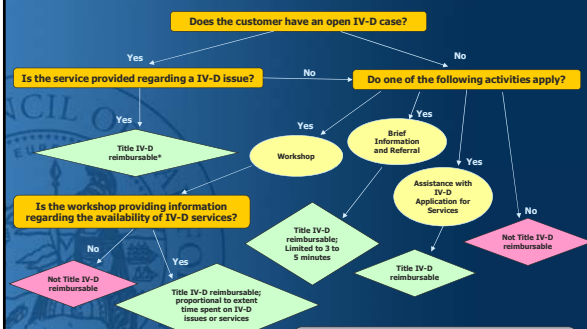 Does the customer have an open IV-D case?
Yes
No
Is the service provided regarding a IV-D issue?
No
Do one of the following activities apply?
Yes
Title IV-D
reimbursable*
Yes
Workshop
Yes
Brief
Information
and Referral
Yes
Assistance with
IV-D
Application for
Services
No
Not Title IV-D
reimbursable
Is the workshop providing information
regarding the availability of IV-D services?
No
Not Title IV-D
reimbursable
Yes
Title IV-D reimbursable;
proportional to extent
time spent on IV-D
issues or services
Title IV-D
reimbursable;
Limited to 3 to
5 minutes
Title IV-D
reimbursable